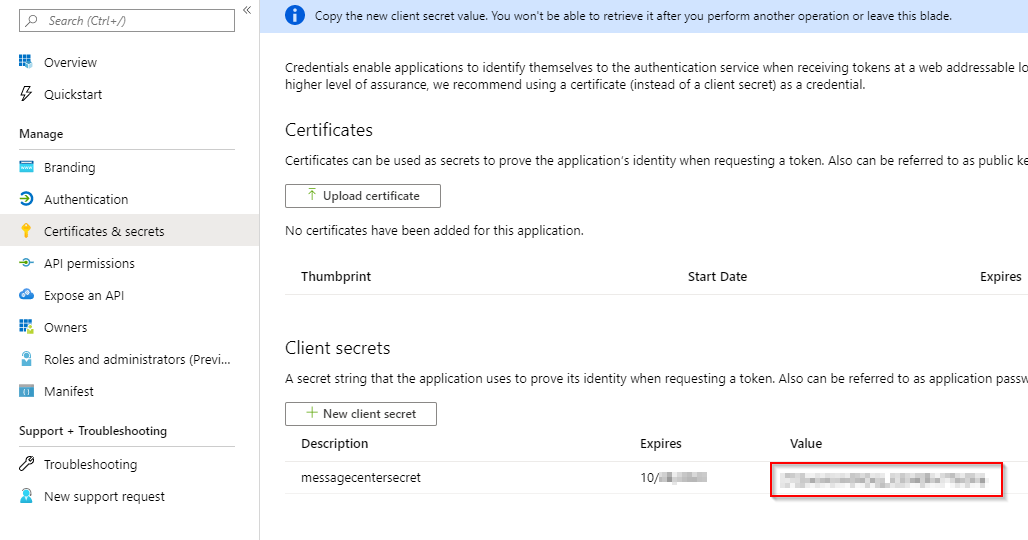 Search (Ctrl+/)
«
Overview
Quickstart
Manage
Branding
Authentication
Certificates & secrets
API permissions
Expose an API
Owners
Roles and administrators (Previ...
Manifest
Support + Troubleshooting
Troubleshooting
New support request
Copy the new client secret value. You won't be able to retrieve it after you perform another operation or leave this blade.
Credentials enable applications to identify themselves to the authentication service when receiving tokens at a web addressable lo
higher level of assurance, we recommend using a certificate (instead of a client secret) as a credential.
Certificates
Certificates can be used as secrets to prove the application's identity when requesting a token. Also can be referred to as public ke
Upload certificate
No certificates have been added for this application.
Thumbprint Start Date Expires
Client secrets
A secret string that the application uses to prove its identity when requesting a token. Also can be referred to as application passw
New client secret
Description Expires Value
messagecentersecret 10/